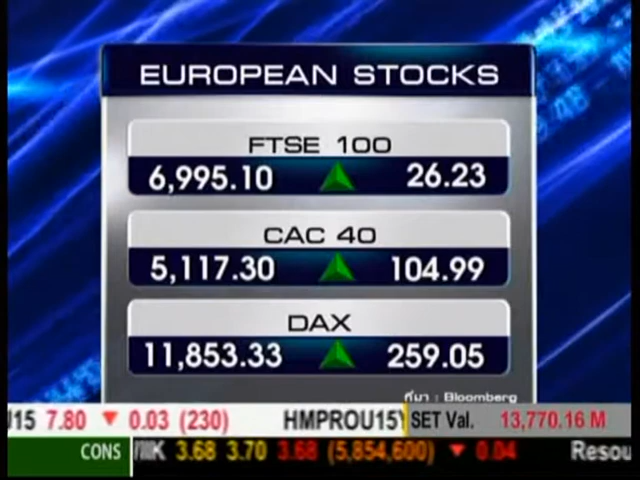 EUROPEAN STOCKS
FTSE 100
6,995.10 26.23
CAC 40
5,117.30 104.99
DAX
11,853.33 259.05
ที่มา : Bloomberg
J15 7.80 ▼ 0.03 (230) HMPROU15 SET Val. 13,770.16 M
CONS K 3.68 3.70 3.68 (5,854,600) ▼ 0.04 Resou